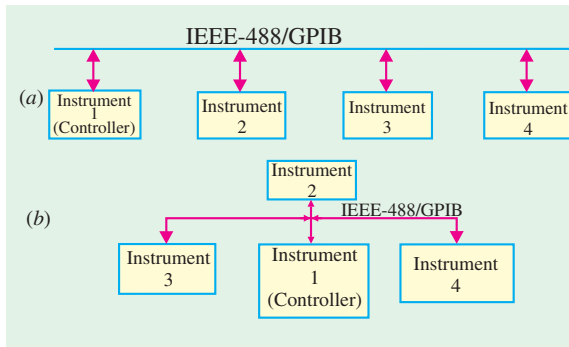 IEEE-488/GPIB
(a)
Instrument
1
(Controller)
Instrument
2
Instrument
3
Instrument
4
Instrument
2
(b)
IEEE-488/GPIB
Instrument
3
Instrument
1
(Controller)
Instrument
4